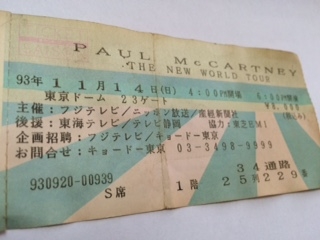 PAUL McCARTNEY
THE NEW WORLD TOUR
93年 11月14日(日) 4:00PM開場
東京ドーム 23ゲート
主催:フジテレビ/ニッポン放送/産経新聞社
後援:東海テレビ/テレビ静岡 協力:東芝EMI
企画招聘:フジテレビ/キョードー東京
お問合せ:キョードー東京 03-3498-9999
34通路
930920-00939
S席 1階 25列229番